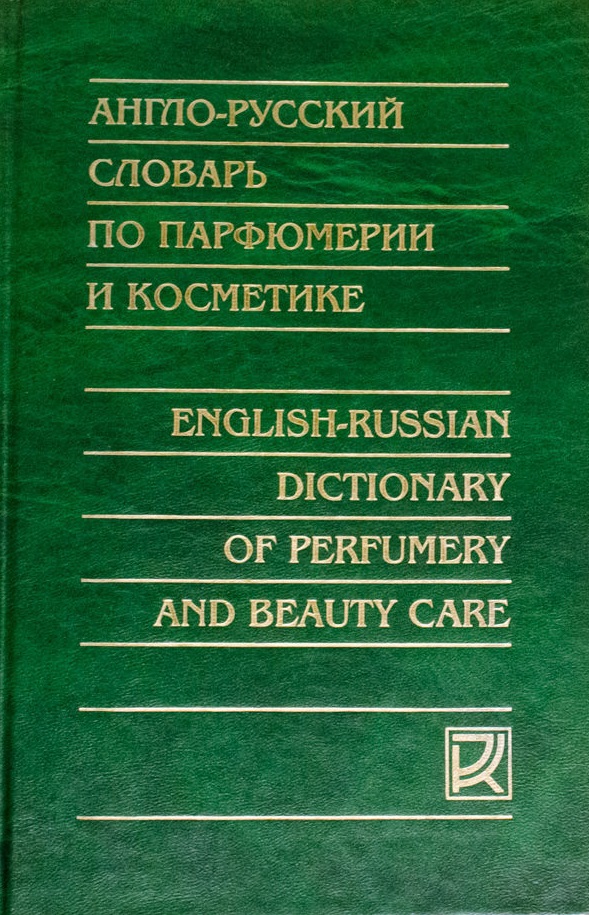 АНГЛО-РУССКИЙ
СЛОВАРЬ
ПО ПАРФЮМЕРИИ
И КОСМЕТИКЕ
ENGLISH-RUSSIAN
DICTIONARY
OF PERFUMERY
AND BEAUTY CARE